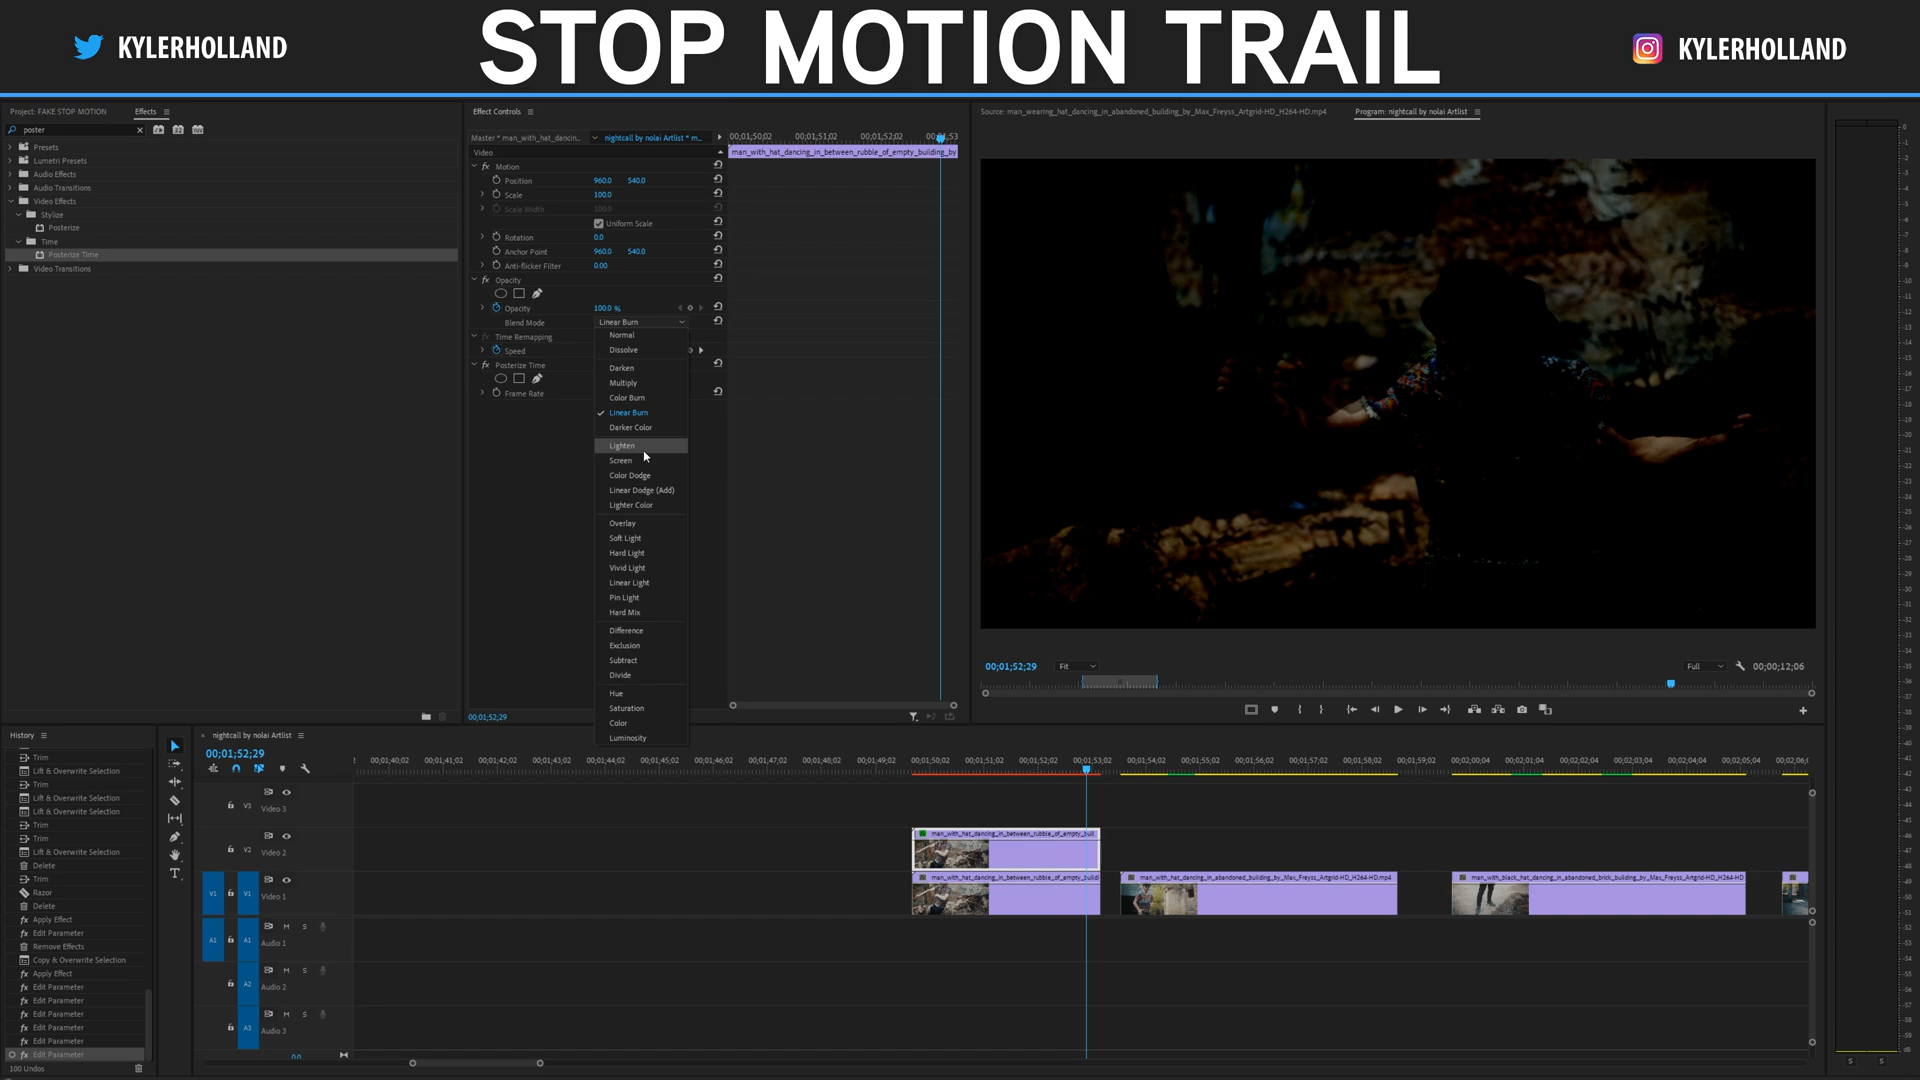 KYLERHOLLAND
STOP MOTION TRAIL
KYLERHOLLAND
Project: FAKE STOP MOTION
Effects
poster
Presets
Lumetri Presets
Audio Effects
Audio Transitions
Video Effects
Stylize
Posterize
Time
Posterize Time
Video Transitions
Effect Controls
Master * man_with_hat_dancin...
nightcall by nolai Artlist * m...
00;01;50;02
00;01;51;02
00;01;52;02
Video
man_with_hat_dancing_in_between_rubble_of_empty_building_by
Motion
Position 960.0 540.0
Scale 100.0
Scale Width 100.0
Uniform Scale
Rotation 0.0
Anchor Point 960.0 540.0
Anti-flicker Filter 0.00
Opacity
Opacity 100.0 %
Blend Mode Linear Burn
Time Remapping
Speed
Posterize Time
Frame Rate
Normal
Dissolve
Darken
Multiply
Color Burn
Linear Burn
Darker Color
Lighten
Screen
Color Dodge
Linear Dodge (Add)
Lighter Color
Overlay
Soft Light
Hard Light
Vivid Light
Linear Light
Pin Light
Hard Mix
Difference
Exclusion
Subtract
Divide
Hue
Saturation
Color
Luminosity
00;01;52;29
Source: man_wearing_hat_dancing_in_abandoned_building_by_Max_Freyss_Artgrid-HD_H264-HD.mp4
Program: nightcall by nolai Artlist
00;01;52;29
Fit
Full
00;00;12;06
History
Trim
Lift & Overwrite Selection
Trim
Lift & Overwrite Selection
Lift & Overwrite Selection
Trim
Trim
Lift & Overwrite Selection
Delete
Trim
Razor
Delete
Apply Effect
Edit Parameter
Remove Effects
Copy & Overwrite Selection
Apply Effect
Edit Parameter
Edit Parameter
Edit Parameter
Edit Parameter
Edit Parameter
Edit Parameter
100 Undos
nightcall by nolai Artlist
00;01;52;29
00;01;40;02 00;01;41;02 00;01;42;02 00;01;43;02 00;01;44;02 00;01;45;02 00;01;46;02 00;01;47;02 00;01;48;02 00;01;49;02 00;01;50;02 00;01;51;02 00;01;52;02 00;01;53;02 00;01;54;02 00;01;55;02 00;01;56;02 00;01;57;02 00;01;58;02 00;01;59;02 00;02;00;04 00;02;01;04 00;02;02;04 00;02;03;04 00;02;04;04 00;02;05;04
V3 Video 3
V2 Video 2
man_with_hat_dancing_in_between_rubble_of_empty_buil
V1 V1 Video 1
man_with_hat_dancing_in_between_rubble_of_empty_buildi
man_with_hat_dancing_in_abandoned_building_by_Max_Freyss_Artgrid-HD_H264-HD.mp4
man_with_black_hat_dancing_in_abandoned_brick_building_by_Max_Freyss_Artgrid-HD_H264-HD
A1 A1 M S Audio 1
A2 M S Audio 2
A3 M S Audio 3
0.0
S S